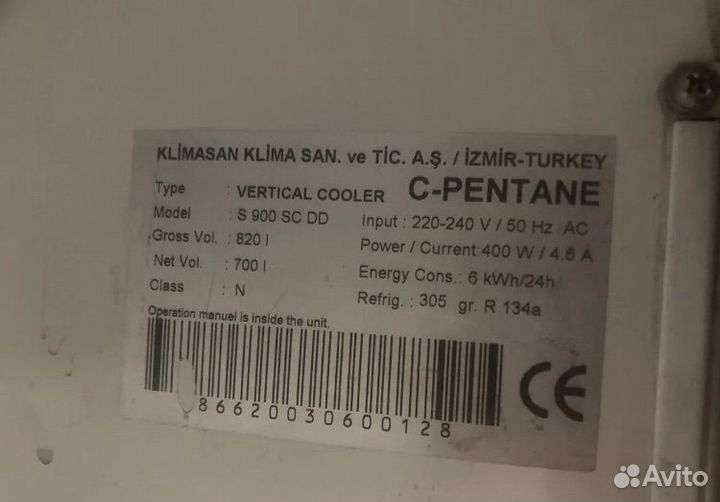 KLİMASAN KLİMA SAN. ve TİC. A.Ş. / İZMİR-TURKEY
Type : VERTICAL COOLER C-PENTANE
Model : S 900 SC DD Input : 220-240 V / 50 Hz AC
Gross Vol. : 820 l Power / Current: 400 W / 4.6 A
Net Vol. : 700 l Energy Cons.: 6 kWh/24h
Class : N Refrig. : 305 gr. R 134a
Operation manuel is inside the unit.
86620030600128
CE
Avito